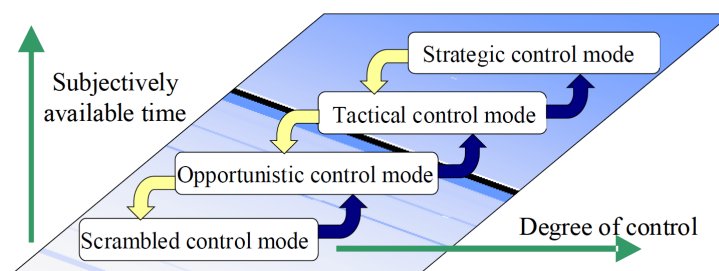 Strategic control mode
Subjectively
available time
Tactical control mode
Opportunistic control mode
Degree of control
Scrambled control mode